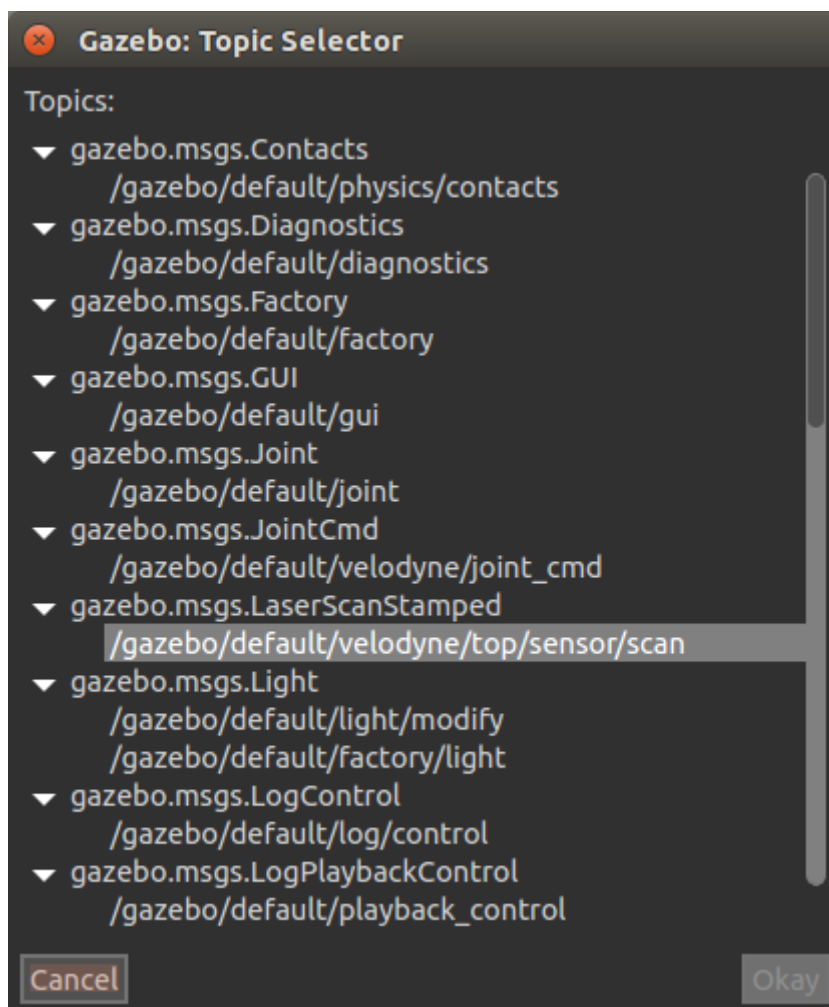 Gazebo: Topic Selector
Topics:
gazebo.msgs.Contacts
/gazebo/default/physics/contacts
gazebo.msgs.Diagnostics
/gazebo/default/diagnostics
gazebo.msgs.Factory
/gazebo/default/factory
gazebo.msgs.GUI
/gazebo/default/gui
gazebo.msgs.Joint
/gazebo/default/joint
gazebo.msgs.JointCmd
/gazebo/default/velodyne/joint_cmd
gazebo.msgs.LaserScanStamped
/gazebo/default/velodyne/top/sensor/scan
gazebo.msgs.Light
/gazebo/default/light/modify
/gazebo/default/factory/light
gazebo.msgs.LogControl
/gazebo/default/log/control
gazebo.msgs.LogPlaybackControl
/gazebo/default/playback_control
Cancel Okay